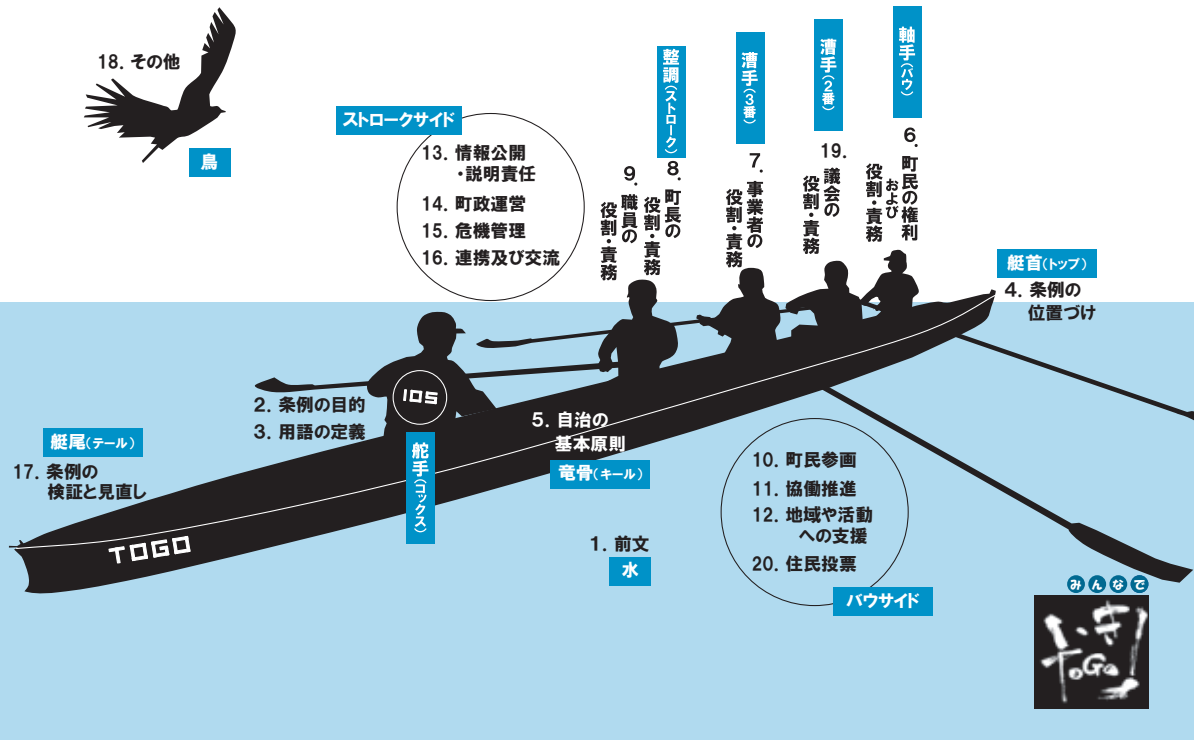 18. その他
鳥
ストロークサイド
13. 情報公開
・説明責任
14. 町政運営
15. 危機管理
16. 連携及び交流
整調(ストローク)
9. 職員の
役割・責務
8. 町長の
役割・責務
漕手(3番)
7. 事業者の
役割・責務
漕手(2番)
19. 議会の
役割・責務
軸手(バウ)
6. 町民の権利
および
役割・責務
艇首(トップ)
4. 条例の
位置づけ
105
2. 条例の目的
3. 用語の定義
舵手(コックス)
5. 自治の
基本原則
竜骨(キール)
艇尾(テール)
17. 条例の
検証と見直し
TOGO
1. 前文
水
10. 町民参画
11. 協働推進
12. 地域や活動
への支援
20. 住民投票
バウサイド
みんなで
いき
ToGo!